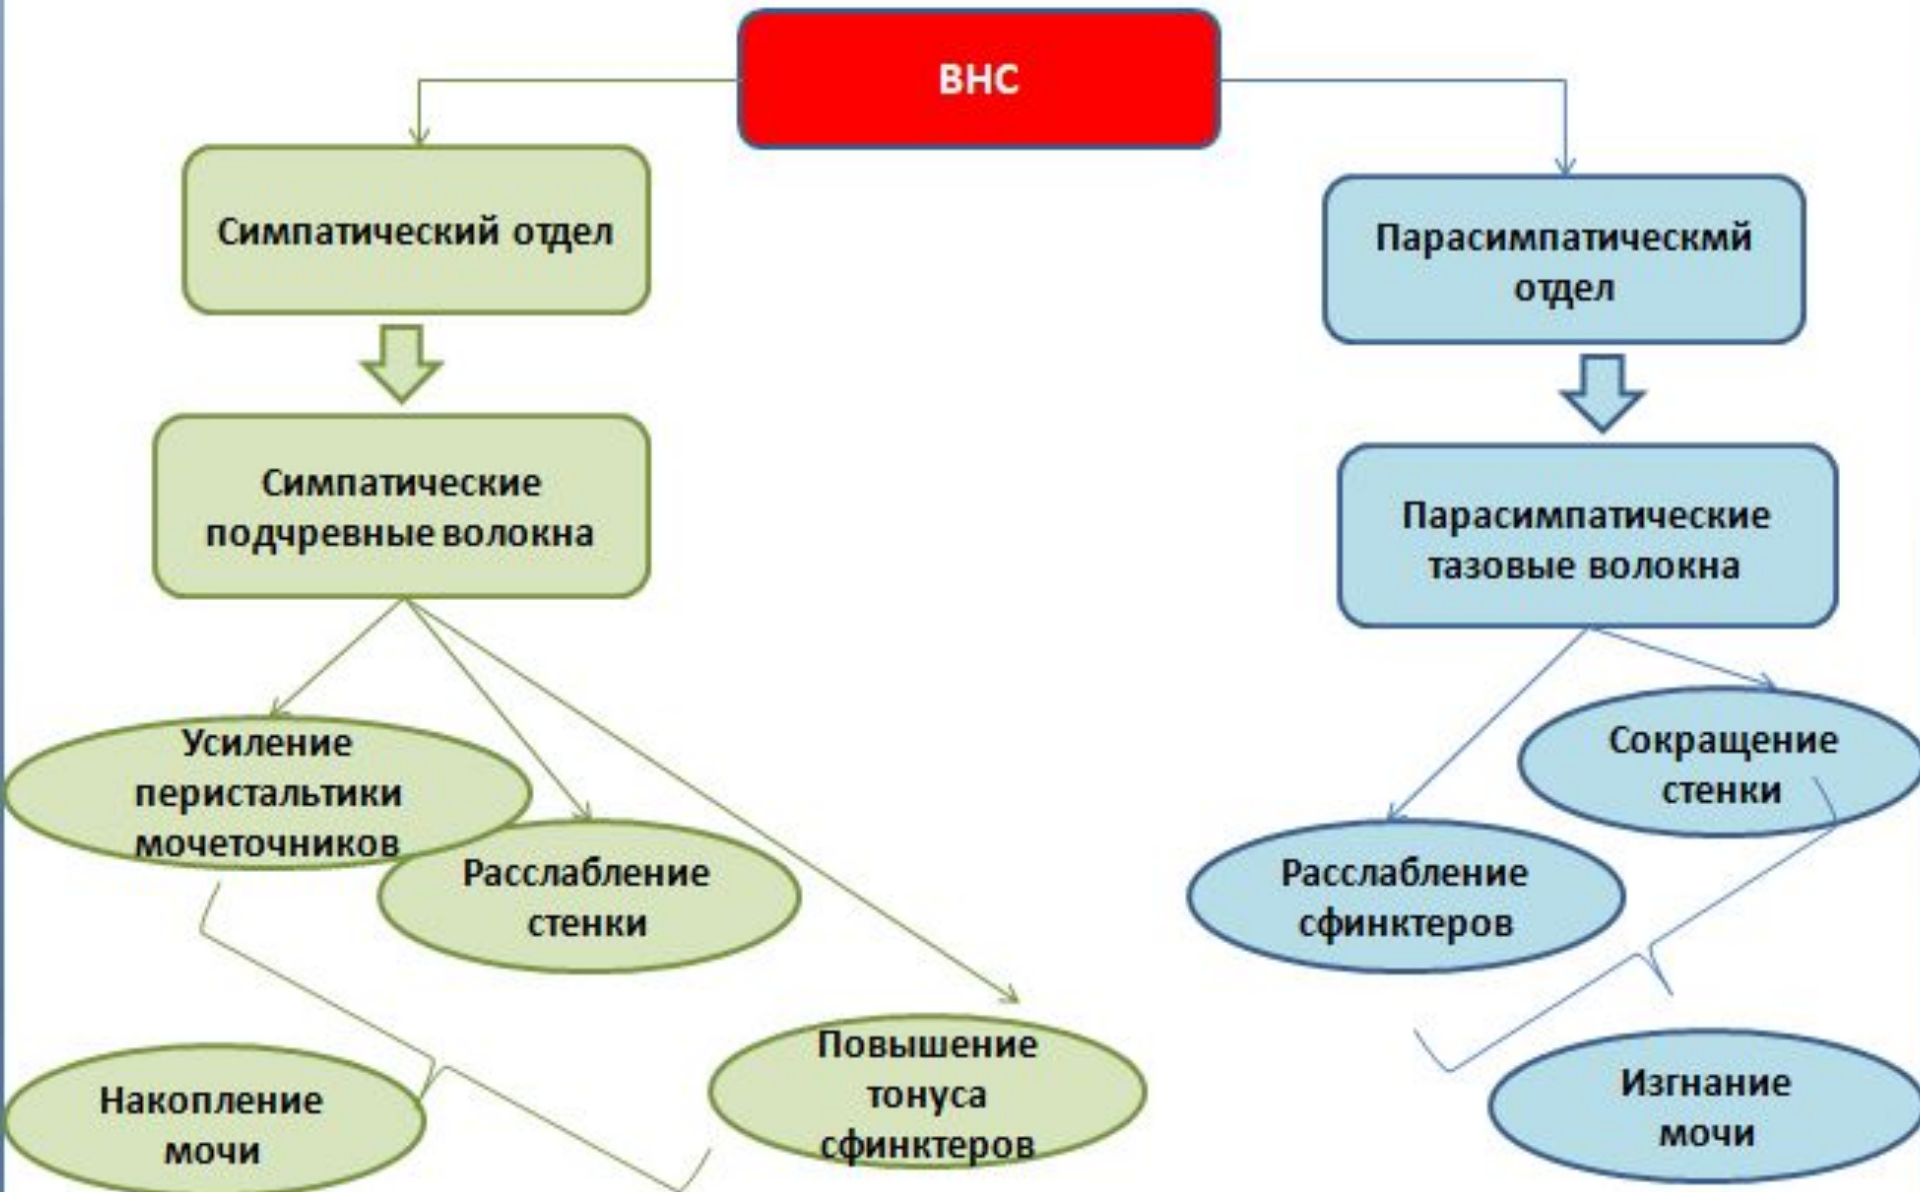 ВНС
Симпатический отдел
Парасимпатическмй
отдел
Симпатические
подчревные волокна
Парасимпатические
тазовые волокна
Усиление
перистальтики
мочеточников
Расслабление
стенки
Повышение
тонуса
сфинктеров
Накопление
мочи
Сокращение
стенки
Расслабление
сфинктеров
Изгнание
мочи